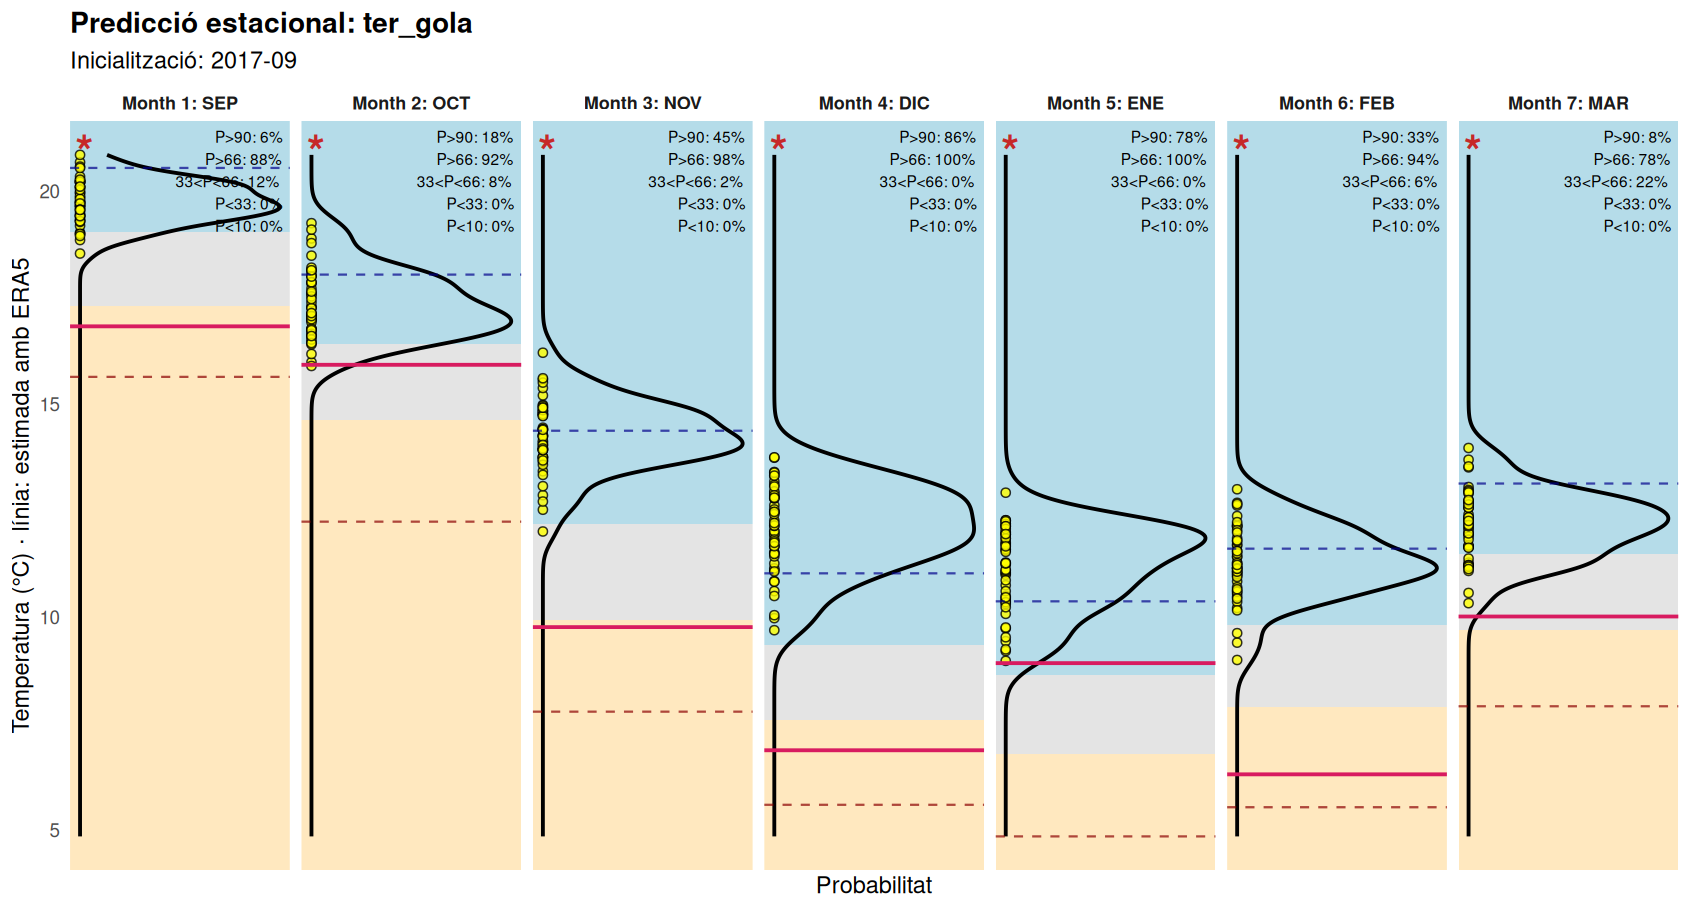 Predicció estacional: ter_gola
Inicialització: 2017-09
Month 1: SEP
Month 2: OCT
Month 3: NOV
Month 4: DIC
Month 5: ENE
Month 6: FEB
Month 7: MAR
*
P>90: 6%
P>66: 88%
33<P<66: 12%
P<33: 0%
P<10: 0%
*
P>90: 18%
P>66: 92%
33<P<66: 8%
P<33: 0%
P<10: 0%
*
P>90: 45%
P>66: 98%
33<P<66: 2%
P<33: 0%
P<10: 0%
*
P>90: 86%
P>66: 100%
33<P<66: 0%
P<33: 0%
P<10: 0%
*
P>90: 78%
P>66: 100%
33<P<66: 0%
P<33: 0%
P<10: 0%
*
P>90: 33%
P>66: 94%
33<P<66: 6%
P<33: 0%
P<10: 0%
*
P>90: 8%
P>66: 78%
33<P<66: 22%
P<33: 0%
P<10: 0%
20
15
10
5
Temperatura (°C) · línia: estimada amb ERA5
Probabilitat